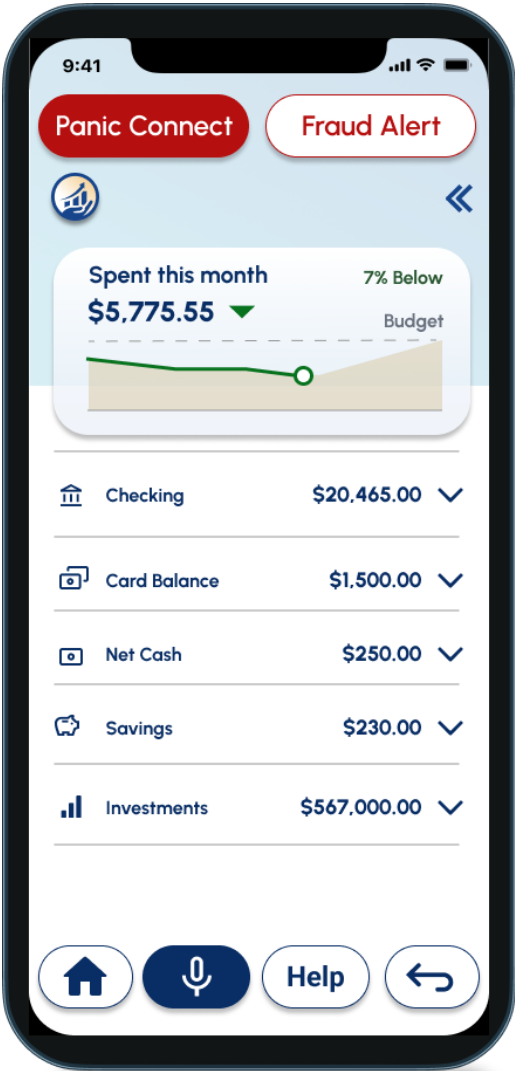 9:41
Panic Connect
Fraud Alert
Spent this month
7% Below
$5,775.55
Budget
Checking $20,465.00
Card Balance $1,500.00
Net Cash $250.00
Savings $230.00
Investments $567,000.00
Help